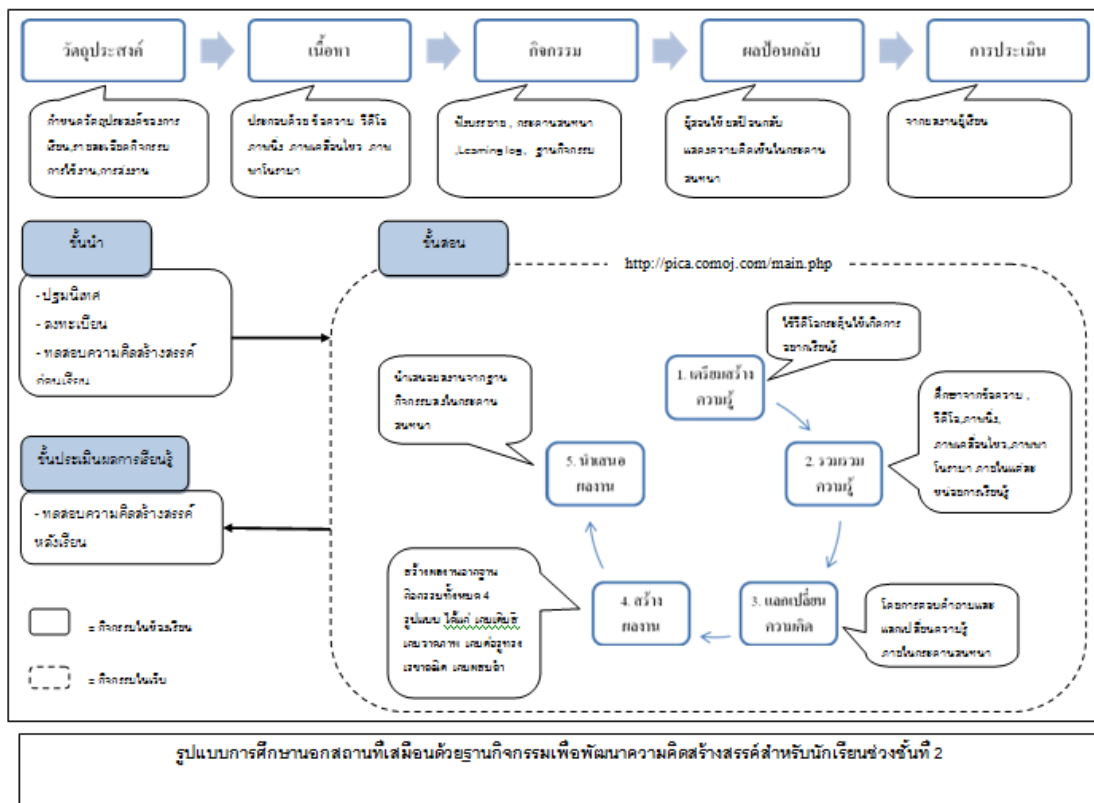 วัตถุประสงค์
เนื้อหา
กิจกรรม
ผลป้อนกลับ
การประเมิน
กำหนดวัตถุประสงค์ของการ
เรียน,รายละเอียดกิจกรรม
การใช้งาน,การส่งงาน
ประกอบด้วย ข้อความ วีดีโอ
ภาพนิ่ง ภาพเคลื่อนไหว ภาพ
พาโนรามา
ฟังบรรยาย , กระดานสนทนา
,Learning log , ฐานกิจกรรม
ผู้สอนให้ ผลป้อนกลับ
แสดงความคิดเห็นในกระดาน
สนทนา
จากผลงานผู้เรียน
ขั้นนำ
- ปฐมนิเทศ
- ลงทะเบียน
- ทดสอบความคิดสร้างสรรค์
ก่อนเรียน
ขั้นประเมินผลการเรียนรู้
- ทดสอบความคิดสร้างสรรค์
หลังเรียน
= กิจกรรมในห้องเรียน
= กิจกรรมในเว็บ
ขั้นสอน
http://pica.comoj.com/main.php
ใช้วีดีโอกระตุ้นให้เกิดการ
อยากเรียนรู้
1. เตรียมสร้าง
ความรู้
ศึกษาจากข้อความ ,
วีดีโอ,ภาพนิ่ง,
ภาพเคลื่อนไหว,ภาพพา
โนรามา ภายในแต่ละ
หน่วยการเรียนรู้
2. รวมรวม
ความรู้
โดยการตอบคำถามและ
แลกเปลี่ยนความรู้
ภายในกระดานสนทนา
3. แลกเปลี่ยน
ความคิด
สร้างผลงานจากฐาน
กิจกรรมทั้งหมด 4
รูปแบบ ได้แก่ เกมเติมสี
เกมวาดภาพ เกมต่อรูปทรง
เรขาคณิต
4. สร้าง
ผลงาน
นำเสนอผลงานจากฐาน
กิจกรรมลงในกระดาน
สนทนา
5. นำเสนอ
ผลงาน
รูปแบบการศึกษานอกสถานที่เสมือนด้วยฐานกิจกรรมเพื่อพัฒนาความคิดสร้างสรรค์สำหรับนักเรียนช่วงชั้นที่ 2